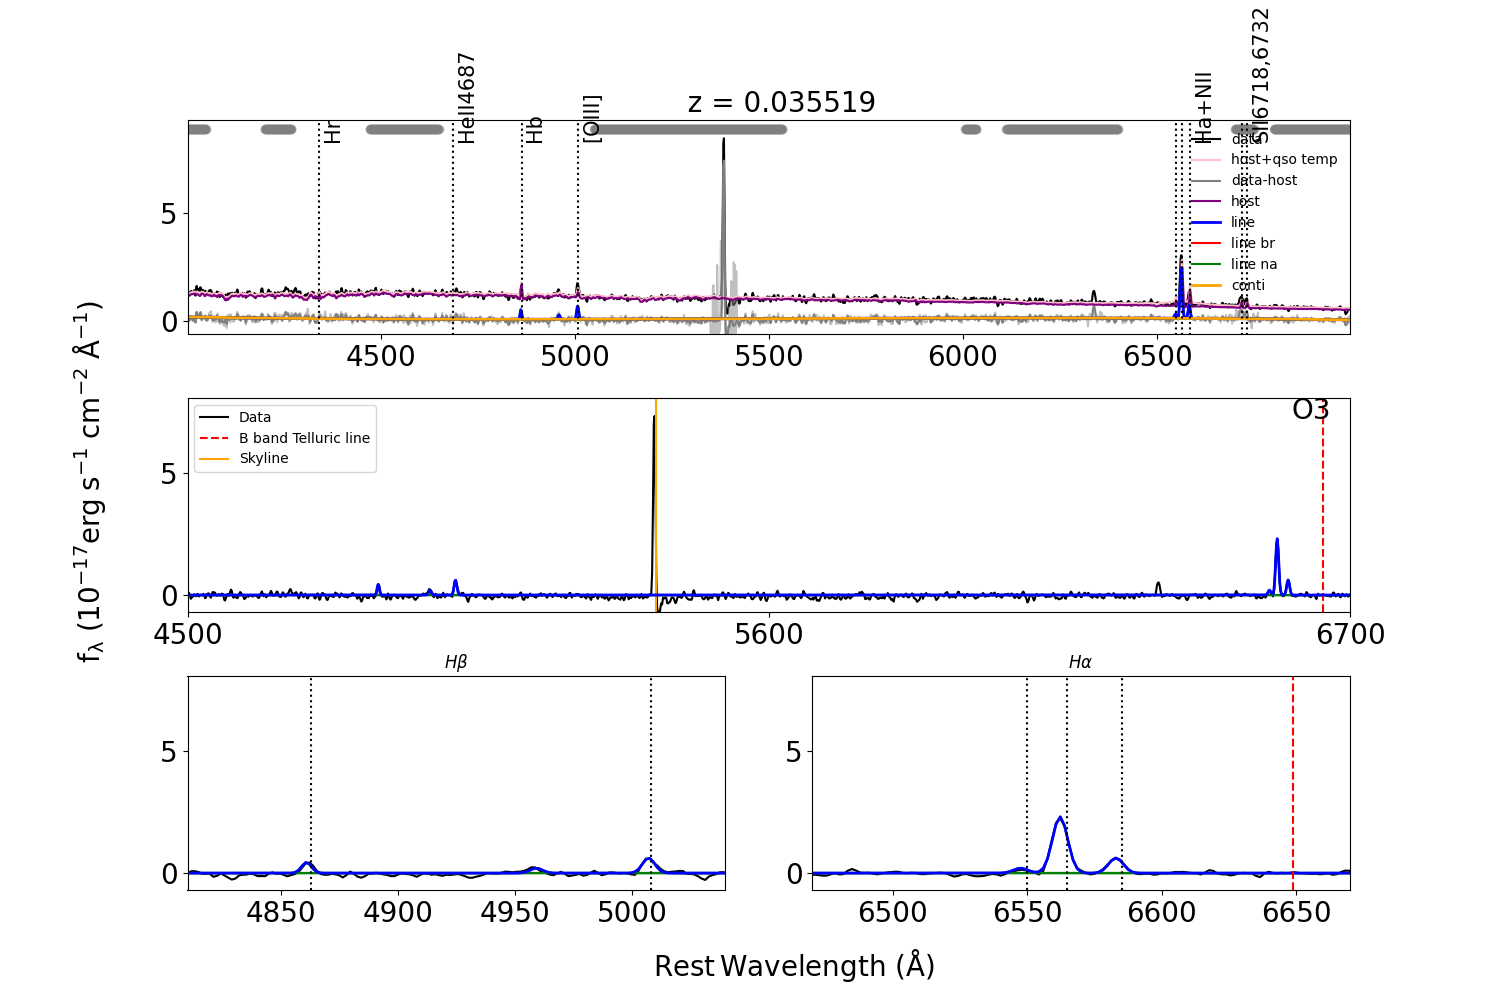 z = 0.035519
Hr
HeII4687
Hb
[OIII]
Ha+NII
SII6718,6732
data
host+qso temp
data-host
host
line
line br
line na
conti
5
0
4500 5000 5500 6000 6500
Data
B band Telluric line
Skyline
O3
5
0
4500 5600 6700
fλ (10⁻¹⁷erg s⁻¹ cm⁻² Å⁻¹)
Hβ
5
0
4850 4900 4950 5000
Hα
5
0
6500 6550 6600 6650
Rest Wavelength (Å)